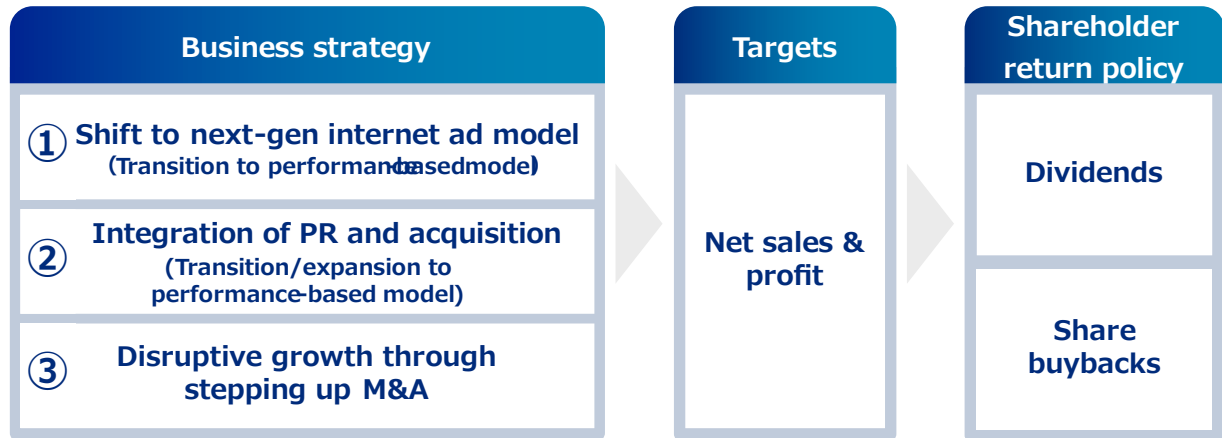 Business strategy
① Shift to next-gen internet ad model
(Transition to performance-basedmodel)
② Integration of PR and acquisition
(Transition/expansion to
performance-based model)
③ Disruptive growth through
stepping up M&A
Targets
Net sales &
profit
Shareholder
return policy
Dividends
Share
buybacks